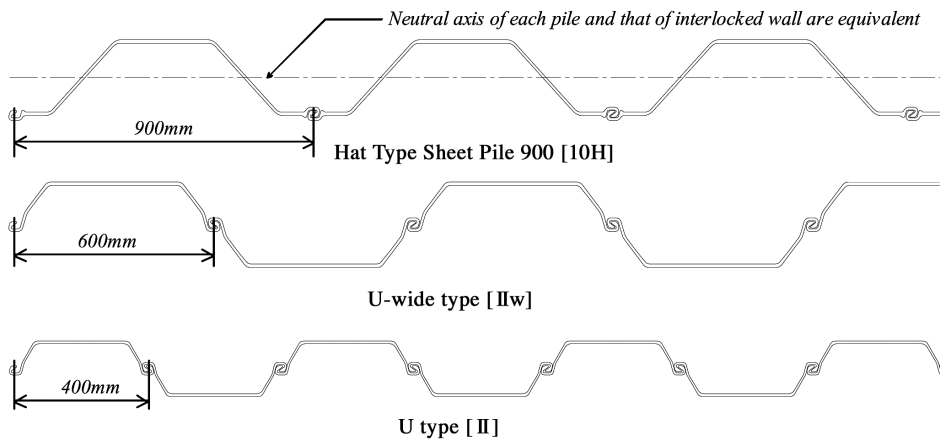 Neutral axis of each pile and that of interlocked wall are equivalent
900mm
Hat Type Sheet Pile 900 [10H]
600mm
U-wide type [Ⅱw]
400mm
U type [Ⅱ]